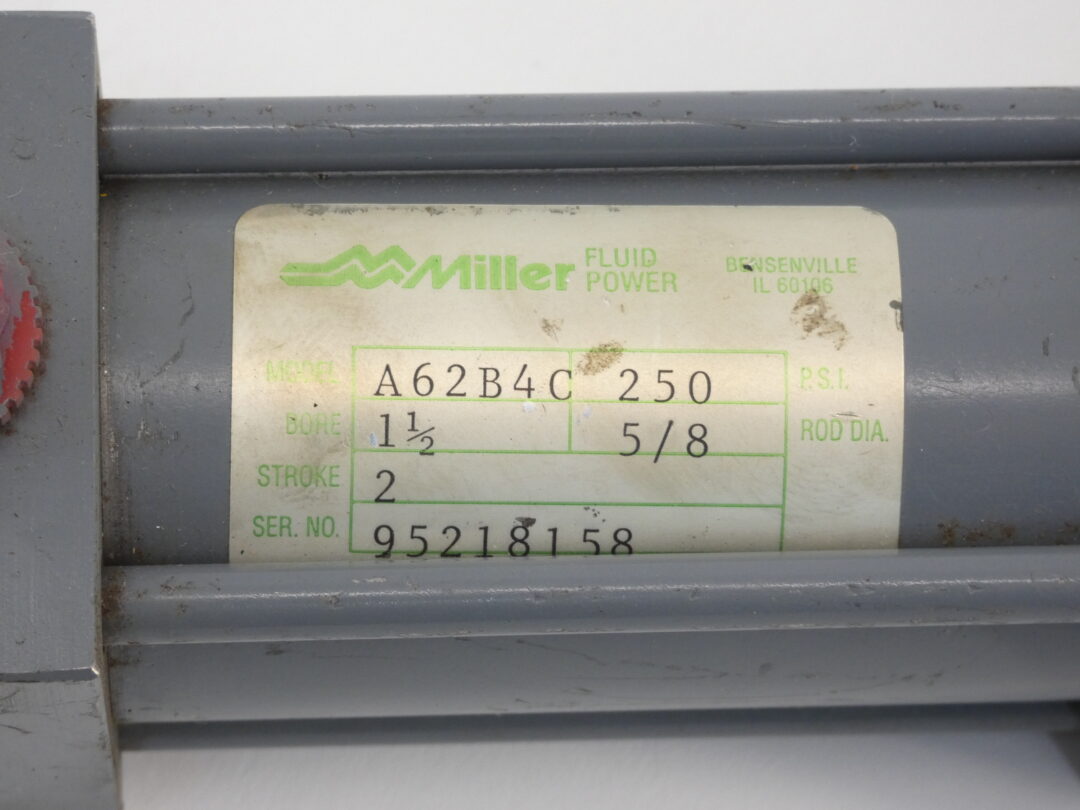 Miller FLUID POWER
BENSENVILLE
IL 60106
MODEL A62B4C 250 P.S.I.
BORE 1½ 5/8 ROD DIA.
STROKE 2
SER. NO. 95218158